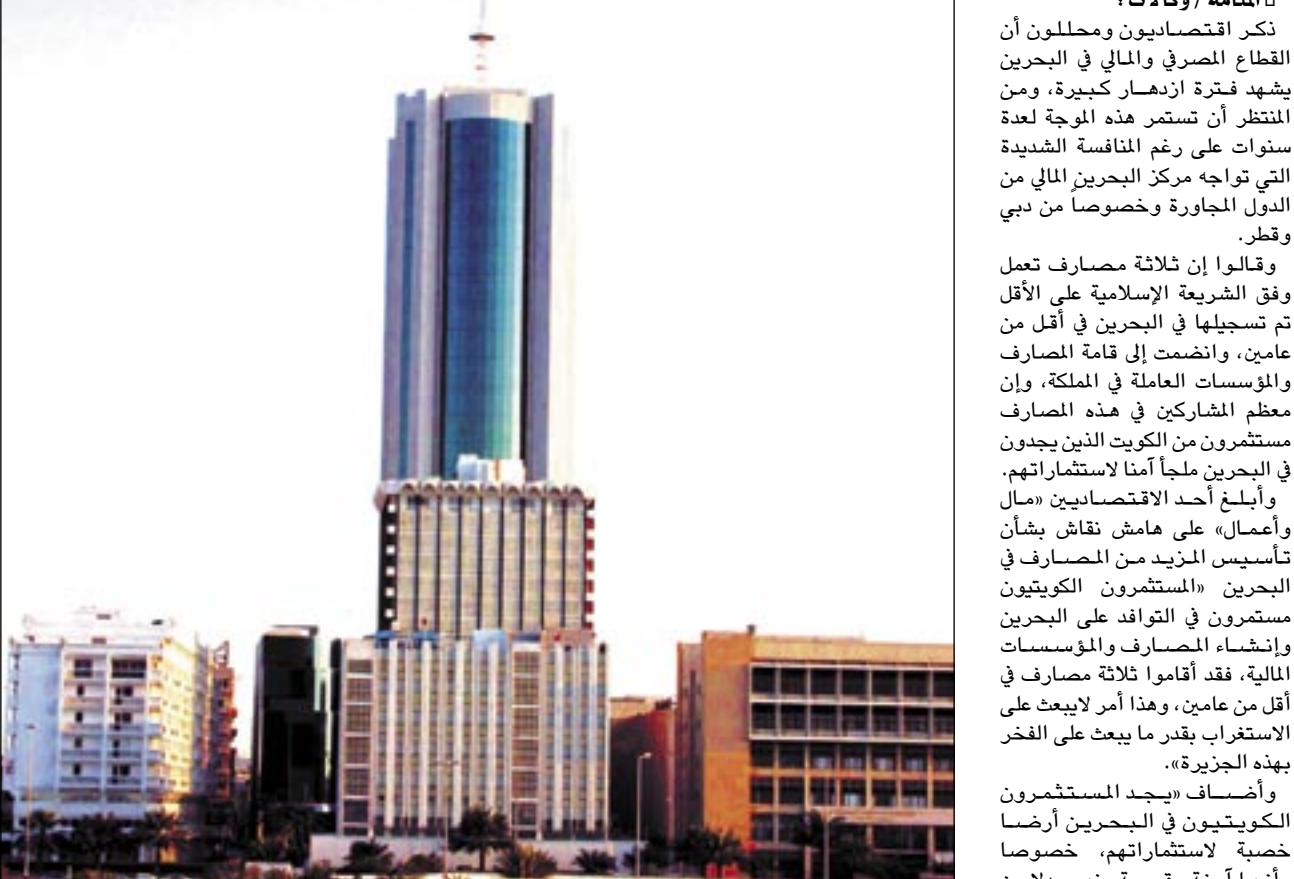 المنامة / وكالات:
ذكر اقتصاديون ومحللون أن
القطاع المصرفي والمالي في البحرين
يشهد فترة ازدهار كبيرة، ومن
المنتظر أن تستمر هذه الموجة لعدة
سنوات على رغم المنافسة الشديدة
التي تواجه مركز البحرين المالي من
الدول المجاورة وخصوصاً من دبي
وقطر.
وقالوا إن ثلاثة مصارف تعمل
وفق الشريعة الإسلامية على الأقل
تم تسجيلها في البحرين في أقل من
عامين، وانضمت إلى قامة المصارف
والمؤسسات العاملة في المملكة، وإن
معظم المشاركين في هذه المصارف
مستثمرون من الكويت الذين يجدون
في البحرين ملجأ آمنا لاستثماراتهم.
وأبلغ أحد الاقتصاديين «مال
وأعمال» على هامش نقاش بشأن
تأسيس المزيد من المصارف في
البحرين «المستثمرون الكويتيون
مستمرون في التوافد على البحرين
وإنشاء المصارف والمؤسسات
المالية، فقد أقاموا ثلاثة مصارف في
أقل من عامين، وهذا أمر لايبعث على
الاستغراب بقدر ما يبعث على الفخر
بهذه الجزيرة».
وأضاف «يجد المستثمرون
الكويتيون في البحرين أرضا
خصبة لاستثماراتهم، خصوصا